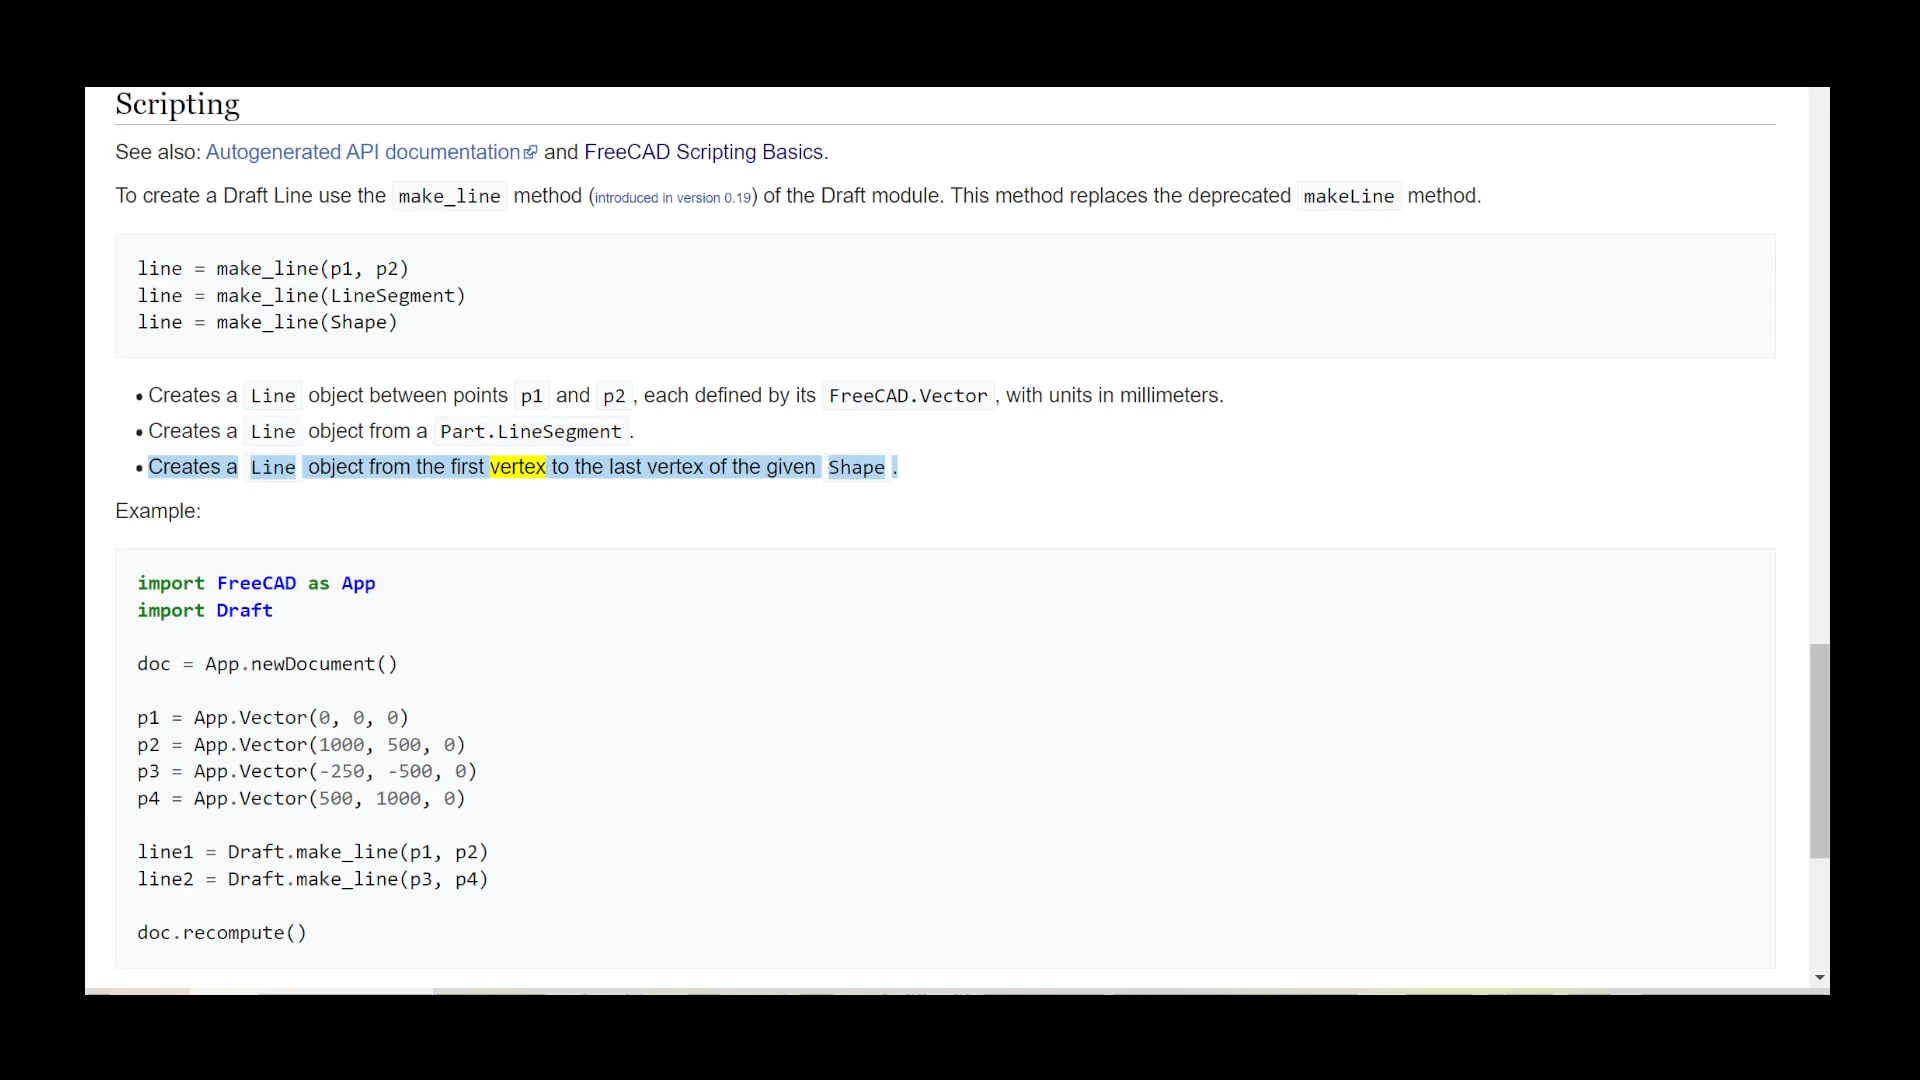 Scripting
See also: Autogenerated API documentation and FreeCAD Scripting Basics.
To create a Draft Line use the make_line method (introduced in version 0.19) of the Draft module. This method replaces the deprecated makeLine method.
line = make_line(p1, p2)
line = make_line(LineSegment)
line = make_line(Shape)
• Creates a Line object between points p1 and p2, each defined by its FreeCAD.Vector, with units in millimeters.
• Creates a Line object from a Part.LineSegment.
• Creates a Line object from the first vertex to the last vertex of the given Shape.
Example:
import FreeCAD as App
import Draft
doc = App.newDocument()
p1 = App.Vector(0, 0, 0)
p2 = App.Vector(1000, 500, 0)
p3 = App.Vector(-250, -500, 0)
p4 = App.Vector(500, 1000, 0)
line1 = Draft.make_line(p1, p2)
line2 = Draft.make_line(p3, p4)
doc.recompute()